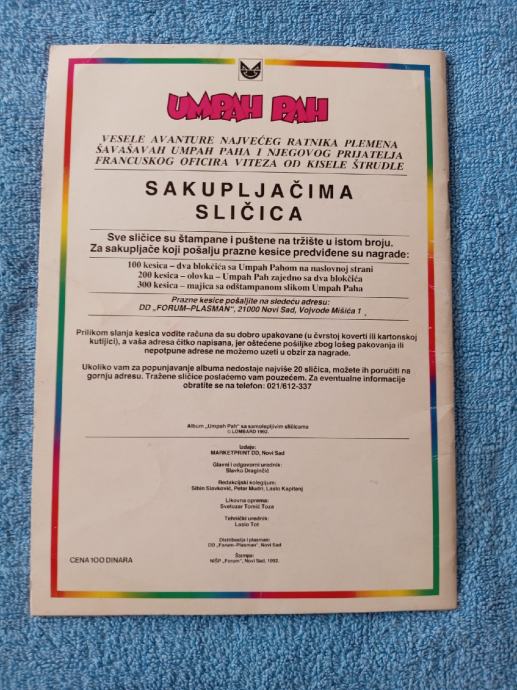 UMPAH PAH
VESELE AVANTURE NAJVEĆEG RATNIKA PLEMENA
ŠAVAŠAVAH UMPAH PAHA I NJEGOVOG PRIJATELJA
FRANCUSKOG OFICIRA VITEZA OD KISELE ŠTRUDLE
SAKUPLJAČIMA
SLIČICA
Sve sličice su štampane i puštene na tržište u istom broju.
Za sakupljače koji pošalju prazne kesice predviđene su nagrade:
100 kesica – dva blokčića sa Umpah Pahom na naslovnoj strani
200 kesica – olovka – Umpah Pah zajedno sa dva blokčića
300 kesica – majica sa odštampanom slikom Umpah Paha
Prazne kesice pošaljite na sledeću adresu:
DD „FORUM–PLASMAN", 21000 Novi Sad, Vojvode Mišića 1
Prilikom slanja kesica vodite računa da su dobro upakovane (u čvrstoj koverti ili kartonskoj
kutijici), a vaša adresa čitko napisana, jer oštećene pošiljke zbog lošeg pakovanja ili
nepotpune adrese ne možemo uzeti u obzir za nagrade.
Ukoliko vam za popunjavanje albuma nedostaje najviše 20 sličica, možete ih poručiti na
gornju adresu. Tražene sličice poslaćemo vam pouzećem. Za eventualne informacije
obratite se na telefon: 021/612-337
Album „Umpah Pah" sa samolepljivim sličicama
© LOMBARD 1992.
Izdaje:
MARKETPRINT DD, Novi Sad
Glavni i odgovorni urednik:
Slavko Draginčić
Redakcijski kolegijum:
Sibin Slavković, Petar Mudri, Laslo Kapitenj
Likovna oprema:
Svetozar Tomić Toza
Tehnički urednik:
Laslo Tot
Distribucija i plasman:
DD „Forum–Plasman", Novi Sad
Štampa:
NIŠP „Forum", Novi Sad, 1992.
CENA 100 DINARA